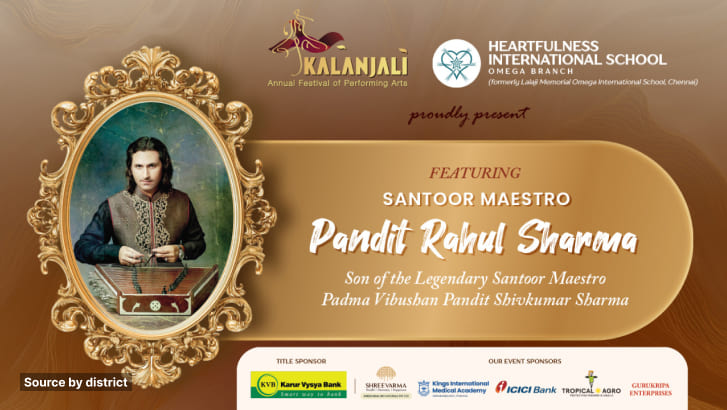 KALANJALI
Annual Festival of Performing Arts
HEARTFULNESS
INTERNATIONAL SCHOOL
OMEGA BRANCH
(formerly Lalaji Memorial Omega International School, Chennai)
proudly present
FEATURING
SANTOOR MAESTRO
Pandit Rahul Sharma
Son of the Legendary Santoor Maestro
Padma Vibushan Pandit Shivkumar Sharma
TITLE SPONSOR
OUR EVENT SPONSORS
KVB Karur Vysya Bank
Smart way to Bank
SHREEVARMA
Kings International
Medical Academy
ICICI Bank
TROPICAL AGRO
GURUKRIPA
ENTERPRISES
Source by district